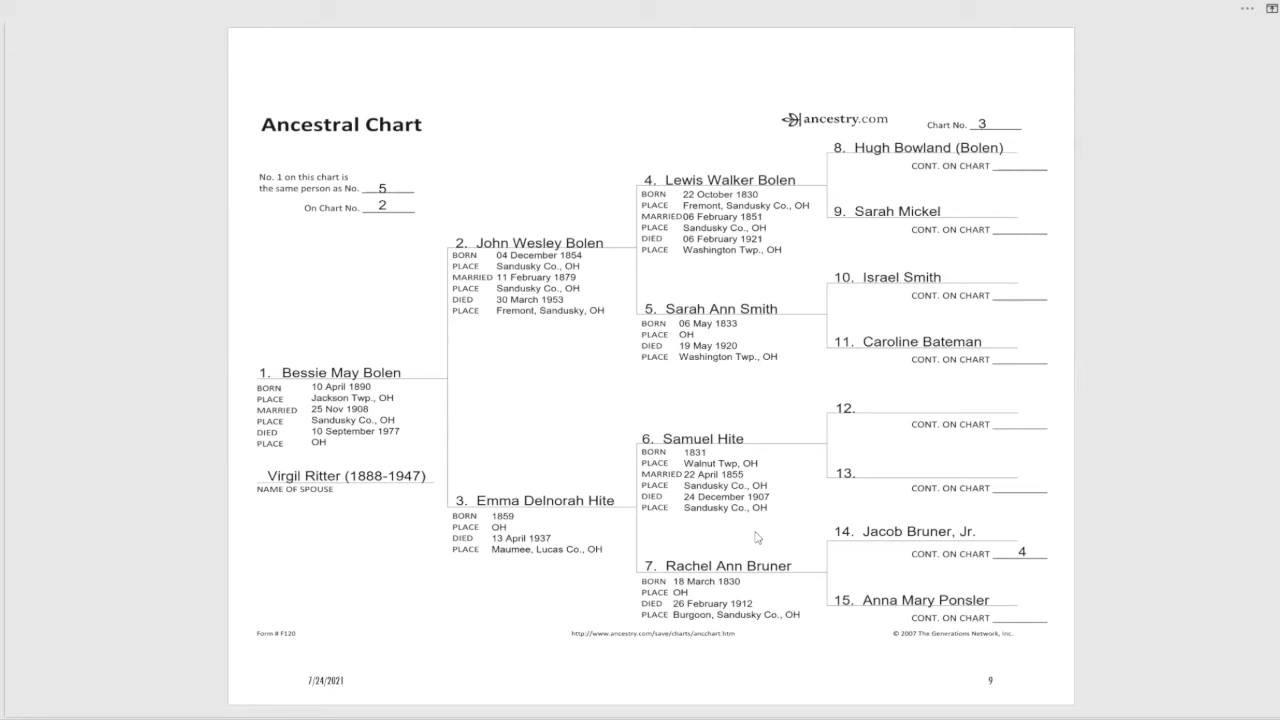 Ancestral Chart
ancestry.com
Chart No. 3
No. 1 on this chart is
the same person as No. 5
On Chart No. 2
1. Bessie May Bolen
BORN 10 April 1890
PLACE Jackson Twp., OH
MARRIED 25 Nov 1908
PLACE Sandusky Co., OH
DIED 10 September 1977
PLACE OH
Virgil Ritter (1888-1947)
NAME OF SPOUSE
2. John Wesley Bolen
BORN 04 December 1854
PLACE Sandusky Co., OH
MARRIED 11 February 1879
PLACE Sandusky Co., OH
DIED 30 March 1953
PLACE Fremont, Sandusky, OH
3. Emma Delnorah Hite
BORN 1859
PLACE OH
DIED 13 April 1937
PLACE Maumee, Lucas Co., OH
4. Lewis Walker Bolen
BORN 22 October 1830
PLACE Fremont, Sandusky Co., OH
MARRIED 06 February 1851
PLACE Sandusky Co., OH
DIED 06 February 1921
PLACE Washington Twp., OH
5. Sarah Ann Smith
BORN 06 May 1833
PLACE OH
DIED 19 May 1920
PLACE Washington Twp., OH
6. Samuel Hite
BORN 1831
PLACE Walnut Twp, OH
MARRIED 22 April 1855
PLACE Sandusky Co., OH
DIED 24 December 1907
PLACE Sandusky Co., OH
7. Rachel Ann Bruner
BORN 18 March 1830
PLACE OH
DIED 26 February 1912
PLACE Burgoon, Sandusky Co., OH
8. Hugh Bowland (Bolen)
CONT. ON CHART
9. Sarah Mickel
CONT. ON CHART
10. Israel Smith
CONT. ON CHART
11. Caroline Bateman
CONT. ON CHART
12.
CONT. ON CHART
13.
CONT. ON CHART
14. Jacob Bruner, Jr.
CONT. ON CHART 4
15. Anna Mary Ponsler
CONT. ON CHART
Form # F120
http://www.ancestry.com/save/charts/ancchart.htm
© 2007 The Generations Network, Inc.
7/24/2021
9